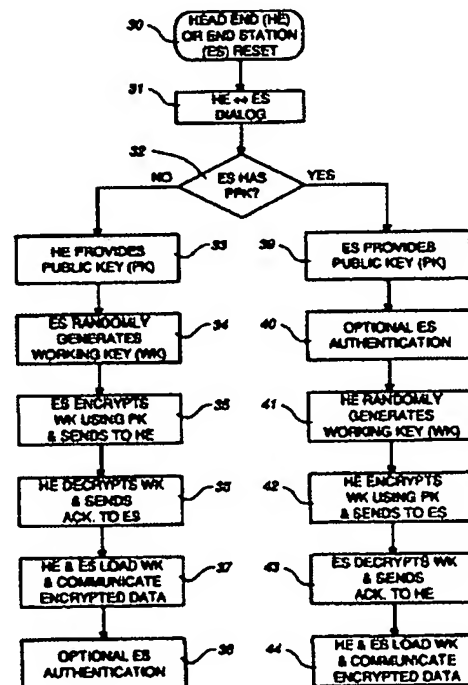 30
HEAD END (HE)
OR END STATION
(ES) RESET
31
HE ↔ ES
DIALOG
32
ES HAS
PPK?
NO
YES
HE PROVIDES
PUBLIC KEY (PK)
33
ES RANDOMLY
GENERATES
WORKING KEY (WK)
34
ES ENCRYPTS
WK USING PK
& SENDS TO HE
35
HE DECRYPTS WK
& SENDS
ACK. TO ES
35
HE & ES LOAD WK
& COMMUNICATE
ENCRYPTED DATA
37
OPTIONAL ES
AUTHENTICATION
38
39
ES PROVIDES
PUBLIC KEY (PK)
40
OPTIONAL ES
AUTHENTICATION
41
HE RANDOMLY
GENERATES
WORKING KEY (WK)
42
HE ENCRYPTS
WK USING PK
& SENDS TO ES
43
ES DECRYPTS WK
& SENDS
ACK. TO HE
44
HE & ES LOAD WK
& COMMUNICATE
ENCRYPTED DATA